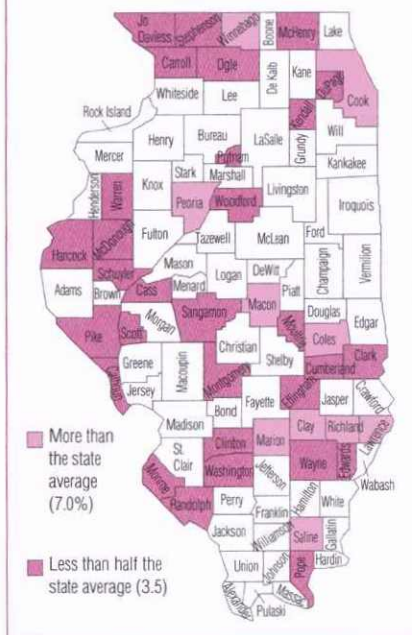 Jo
Daviess
Stephenson
Winnebago
Boone
McHenry
Lake
Carroll
Ogle
De Kalb
Kane
DuPage
Cook
Whiteside
Lee
Kendall
Will
Rock Island
Henry
Bureau
LaSalle
Grundy
Mercer
Putnam
Kankakee
Henderson
Warren
Knox
Stark
Marshall
Peoria
Woodford
Livingston
Iroquois
Hancock
McDonough
Fulton
Tazewell
McLean
Ford
Schuyler
Mason
Logan
DeWitt
Champaign
Vermilion
Adams
Brown
Cass
Menard
Piatt
Macon
Pike
Scott
Morgan
Sangamon
Christian
Moultrie
Douglas
Edgar
Coles
Calhoun
Greene
Macoupin
Montgomery
Shelby
Cumberland
Clark
Jersey
Bond
Fayette
Effingham
Jasper
Crawford
Madison
Clinton
Marion
Clay
Richland
Lawrence
St.
Clair
Washington
Jefferson
Wayne
Edwards
Wabash
Monroe
Randolph
Perry
Franklin
Hamilton
White
Jackson
Williamson
Saline
Gallatin
Union
Johnson
Pope
Hardin
Alexander
Pulaski
Massac
More than
the state
average
(7.0%)
Less than half the
state average (3.5)